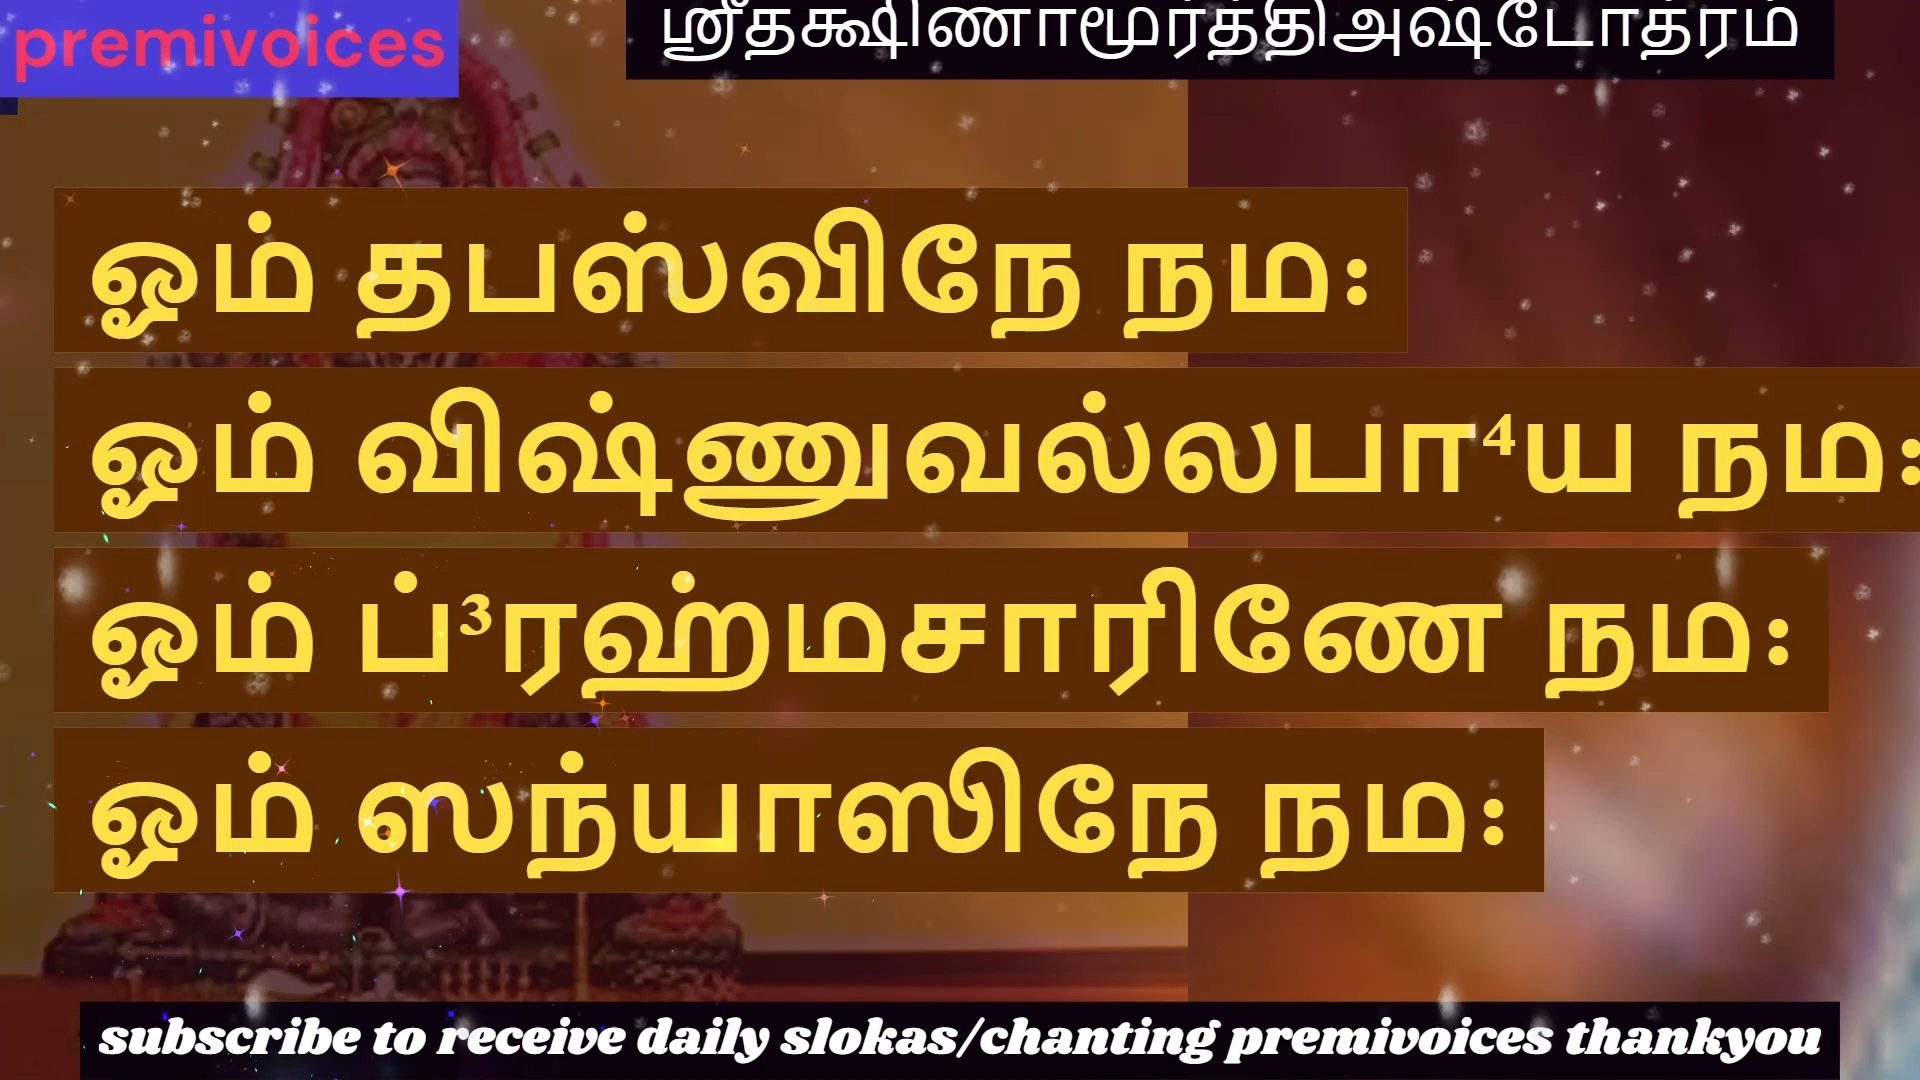 premivoices
ஶ்ரீதக்ஷிணாமூர்த்திஅஷ்டோத்ரம்
ஓம் தபஸ்விநே நம:
ஓம் விஷ்ணுவல்லபா⁴ய நம:
ஓம் ப்³ரஹ்மசாரிணே நம:
ஓம் ஸந்யாஸிநே நம:
subscribe to receive daily slokas/chanting premivoices thankyou